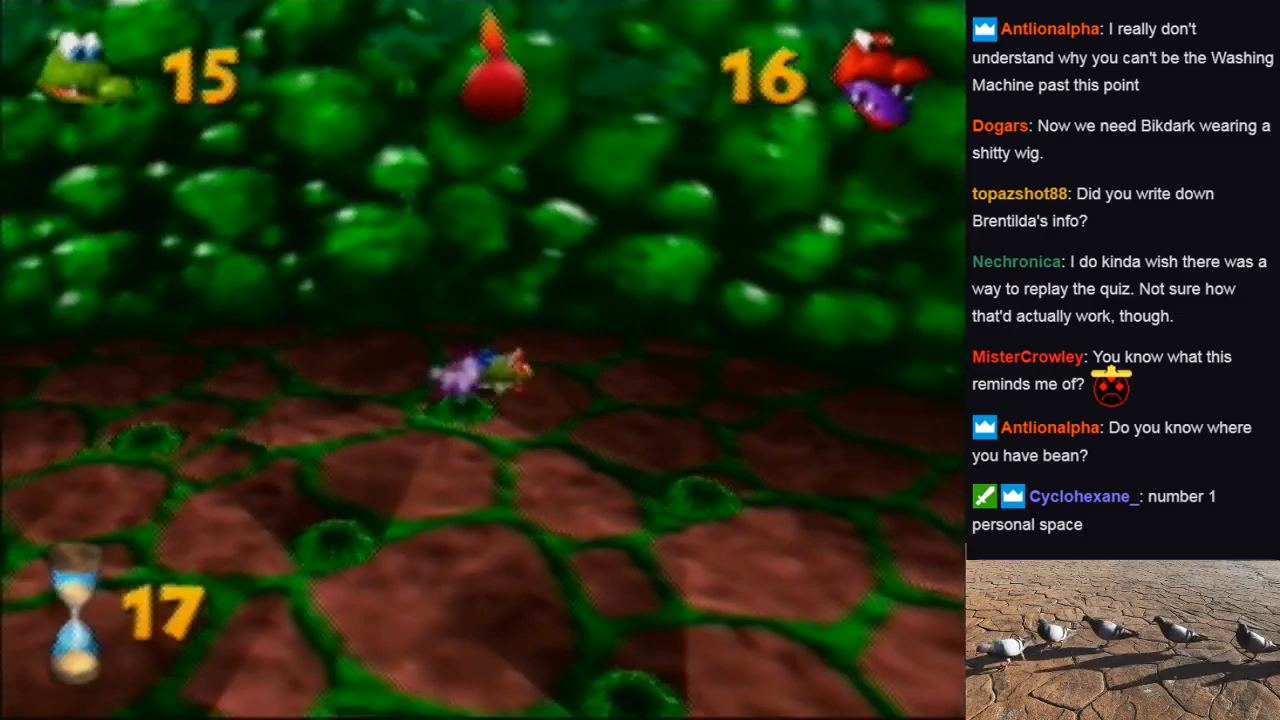 15
16
17
Antlionalpha: I really don't
understand why you can't be the Washing
Machine past this point
Dogars: Now we need Bikdark wearing a
shitty wig.
topazshot88: Did you write down
Brentilda's info?
Nechronica: I do kinda wish there was a
way to replay the quiz. Not sure how
that'd actually work, though.
MisterCrowley: You know what this
reminds me of?
Antlionalpha: Do you know where
you have bean?
Cyclohexane_: number 1
personal space